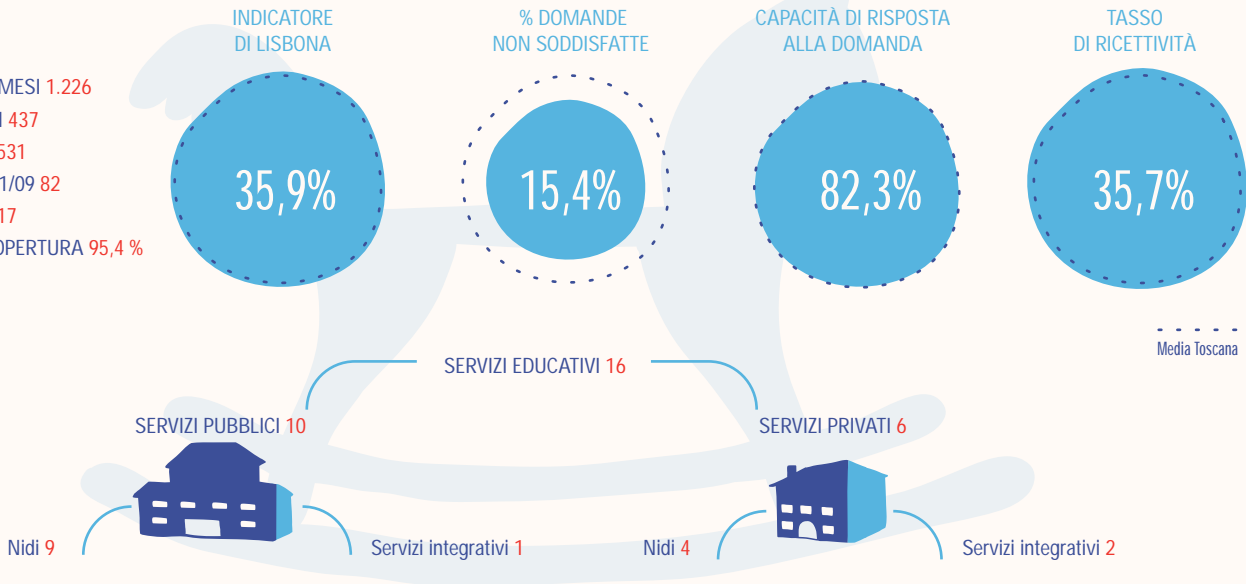 INDICATORE
DI LISBONA
% DOMANDE
NON SODDISFATTE
CAPACITÀ DI RISPOSTA
ALLA DOMANDA
TASSO
DI RICETTIVITÀ
MESI 1.226
437
531
1/09 82
17
OPERTURA 95,4 %
35,9%
15,4%
82,3%
35,7%
Media Toscana
SERVIZI EDUCATIVI 16
SERVIZI PUBBLICI 10
SERVIZI PRIVATI 6
Nidi 9
Servizi integrativi 1
Nidi 4
Servizi integrativi 2